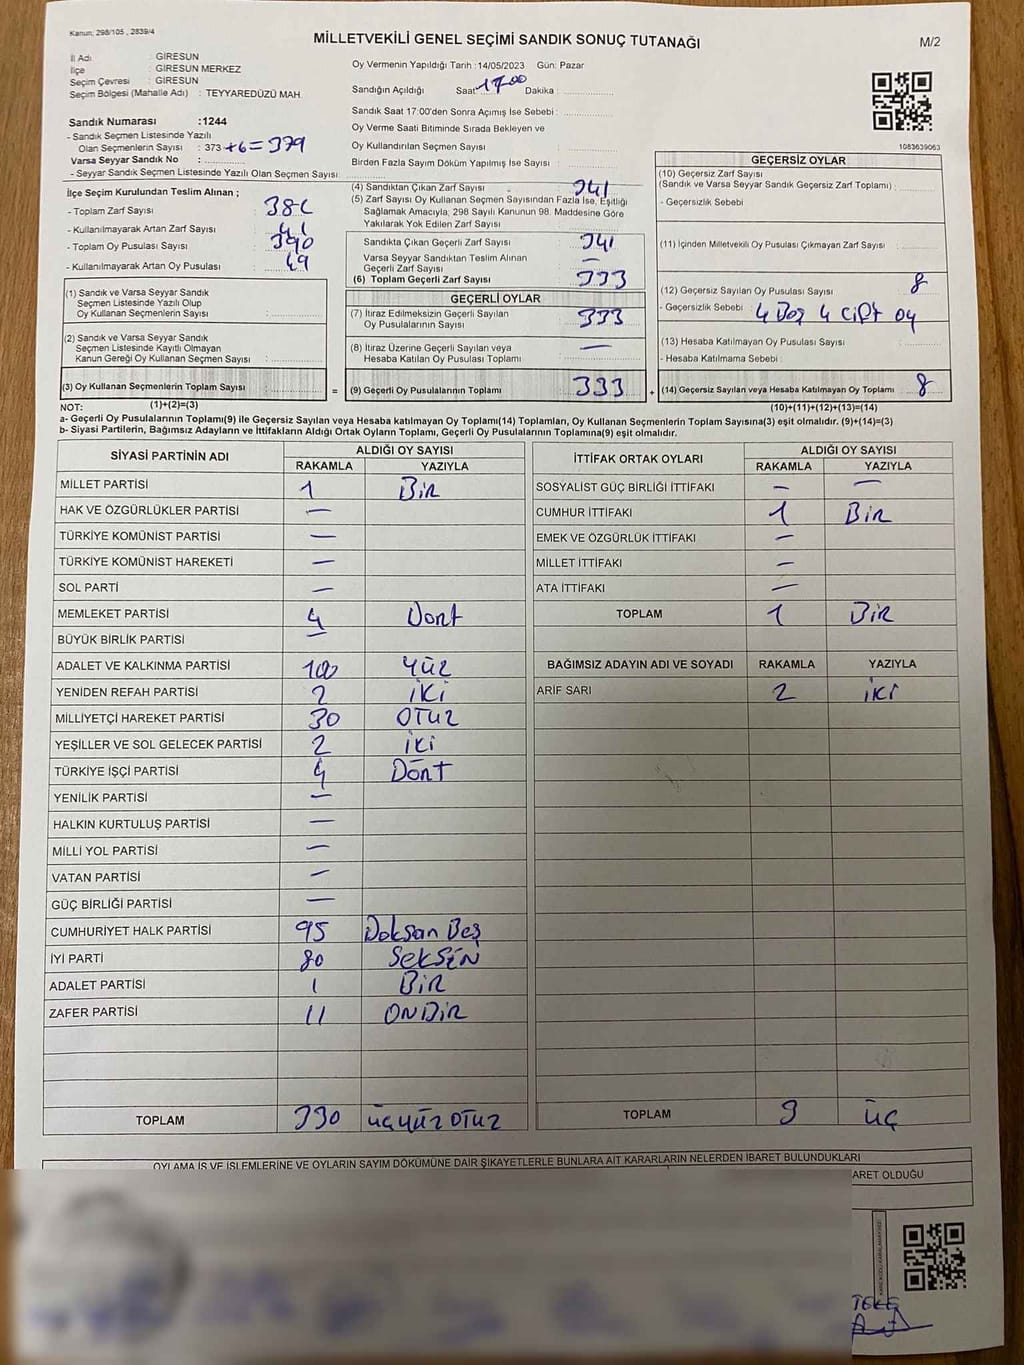 Kanun: 298/105 , 2839/4
MİLLETVEKİLİ GENEL SEÇİMİ SANDIK SONUÇ TUTANAĞI
M/2
İl Adı : GİRESUN
İlçe : GİRESUN MERKEZ
Seçim Çevresi : GİRESUN
Seçim Bölgesi (Mahalle Adı) : TEYYAREDÜZÜ MAH.
Oy Vermenin Yapıldığı Tarih : 14/05/2023 Gün: Pazar
Sandığın Açıldığı Saat 17 00 Dakika :
Sandık Saat 17:00'den Sonra Açımış İse Sebebi :
Oy Verme Saati Bitiminde Sırada Bekleyen ve
Oy Kullandırılan Seçmen Sayısı :
Birden Fazla Sayım Döküm Yapılmış İse Sayısı :
1083639063
Sandık Numarası :1244
- Sandık Seçmen Listesinde Yazılı
Olan Seçmenlerin Sayısı : 373 +6=379
Varsa Seyyar Sandık No :
- Seyyar Sandık Seçmen Listesinde Yazılı Olan Seçmen Sayısı:
İlçe Seçim Kurulundan Teslim Alınan ;
- Toplam Zarf Sayısı :
- Kullanılmayarak Artan Zarf Sayısı : 41
- Toplam Oy Pusulası Sayısı : 390
- Kullanılmayarak Artan Oy Pusulası : 49
(1) Sandık ve Varsa Seyyar Sandık
Seçmen Listesinde Yazılı Olup
Oy Kullanan Seçmenlerin Sayısı :
(2) Sandık ve Varsa Seyyar Sandık
Seçmen Listesinde Kayıtlı Olmayan
Kanun Gereği Oy Kullanan Seçmen Sayısı :
(3) Oy Kullanan Seçmenlerin Toplam Sayısı :
(1)+(2)=(3)
(4) Sandıktan Çıkan Zarf Sayısı : 341
(5) Zarf Sayısı Oy Kullanan Seçmen Sayısından Fazla İse, Eşitliği
Sağlamak Amacıyla; 298 Sayılı Kanunun 98. Maddesine Göre
Yakılarak Yok Edilen Zarf Sayısı :
Sandıkta Çıkan Geçerli Zarf Sayısı : 341
Varsa Seyyar Sandıktan Teslim Alınan
Geçerli Zarf Sayısı : —
(6) Toplam Geçerli Zarf Sayısı : 333
GEÇERLİ OYLAR
(7) İtiraz Edilmeksizin Geçerli Sayılan
Oy Pusulalarının Sayısı : 333
(8) İtiraz Üzerine Geçerli Sayılan veya
Hesaba Katılan Oy Pusulası Toplamı : —
= (9) Geçerli Oy Pusulalarının Toplamı : 333 +
GEÇERSİZ OYLAR
(10) Geçersiz Zarf Sayısı
(Sandık ve Varsa Seyyar Sandık Geçersiz Zarf Toplamı) :
- Geçersizlik Sebebi :
(11) İçinden Milletvekili Oy Pusulası Çıkmayan Zarf Sayısı :
(12) Geçersiz Sayılan Oy Pusulası Sayısı : 8
- Geçersizlik Sebebi : 4 Boş 4 Çift oy
(13) Hesaba Katılmayan Oy Pusulası Sayısı :
- Hesaba Katılmama Sebebi :
(14) Geçersiz Sayılan veya Hesaba Katılmayan Oy Toplamı : 8
(10)+(11)+(12)+(13)=(14)
NOT:
a- Geçerli Oy Pusulalarının Toplamı(9) ile Geçersiz Sayılan veya Hesaba katılmayan Oy Toplamı(14) Toplamları, Oy Kullanan Seçmenlerin Toplam Sayısına(3) eşit olmalıdır. (9)+(14)=(3)
b- Siyasi Partilerin, Bağımsız Adayların ve İttifakların Aldığı Ortak Oyların Toplamı, Geçerli Oy Pusulalarının Toplamına(9) eşit olmalıdır.
SİYASİ PARTİNİN ADI ALDIĞI OY SAYISI
RAKAMLA YAZIYLA
MİLLET PARTİSİ 1 Bir
HAK VE ÖZGÜRLÜKLER PARTİSİ —
TÜRKİYE KOMÜNİST PARTİSİ —
TÜRKİYE KOMÜNİST HAREKETİ —
SOL PARTİ —
MEMLEKET PARTİSİ 4 Dört
BÜYÜK BİRLİK PARTİSİ —
ADALET VE KALKINMA PARTİSİ 100 YÜZ
YENİDEN REFAH PARTİSİ 2 İKİ
MİLLİYETÇİ HAREKET PARTİSİ 30 OTUZ
YEŞİLLER VE SOL GELECEK PARTİSİ 2 İki
TÜRKİYE İŞÇİ PARTİSİ 4 DÖRT
YENİLİK PARTİSİ —
HALKIN KURTULUŞ PARTİSİ —
MİLLİ YOL PARTİSİ —
VATAN PARTİSİ —
GÜÇ BİRLİĞİ PARTİSİ —
CUMHURİYET HALK PARTİSİ 95 Doksan Beş
İYİ PARTİ 80 SEKSEN
ADALET PARTİSİ 1 BİR
ZAFER PARTİSİ 11 ONBİR
TOPLAM 330 üçyüz OTUZ
İTTİFAK ORTAK OYLARI ALDIĞI OY SAYISI
RAKAMLA YAZIYLA
SOSYALİST GÜÇ BİRLİĞİ İTTİFAKI — —
CUMHUR İTTİFAKI 1 BİR
EMEK VE ÖZGÜRLÜK İTTİFAKI —
MİLLET İTTİFAKI —
ATA İTTİFAKI —
TOPLAM 1 BİR
BAĞIMSIZ ADAYIN ADI VE SOYADI RAKAMLA YAZIYLA
ARİF SARI 2 İKİ
TOPLAM 3 ÜÇ
OYLAMA İŞ VE İŞLEMLERİNE VE OYLARIN SAYIM DÖKÜMÜNE DAİR ŞİKAYETLERLE BUNLARA AİT KARARLARIN NELERDEN İBARET BULUNDUKLARI
ARET OLDUĞU